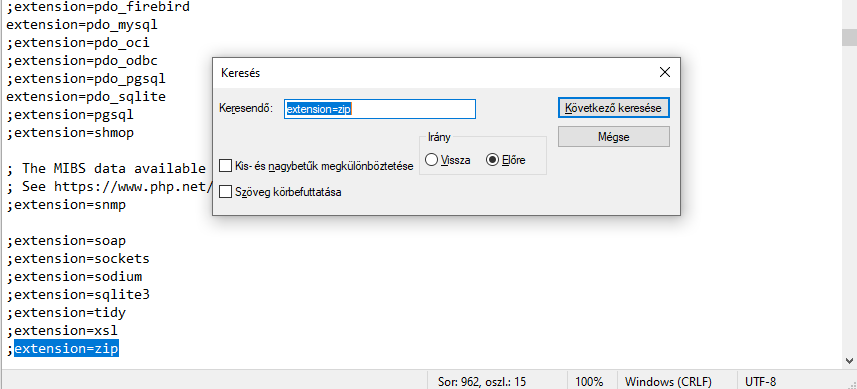 ;extension=pdo_firebird
extension=pdo_mysql
;extension=pdo_oci
;extension=pdo_odbc
;extension=pdo_pgsql
extension=pdo_sqlite
;extension=pgsql
;extension=shmop
; The MIBS data available
; See https://www.php.net/
;extension=snmp
;extension=soap
;extension=sockets
;extension=sodium
;extension=sqlite3
;extension=tidy
;extension=xsl
;extension=zip
Keresés
Keresendő: extension=zip
Következő keresése
Mégse
Irány
Vissza Előre
Kis- és nagybetűk megkülönböztetése
Szöveg körbefuttatása
Sor: 962, oszl.: 15 100% Windows (CRLF) UTF-8